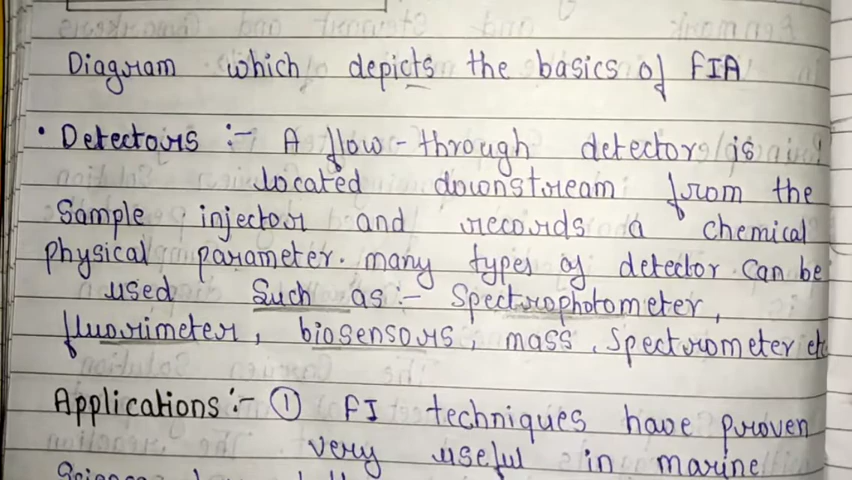 Diagram which depicts the basics of FIA
• Detectors :- A flow-through detector is
located downstream from the
Sample injector and records a chemical
physical parameter. many types of detector can be
used Such as :- Spectrophotometer,
fluorimeter, biosensors, mass, Spectrometer etc
Applications :- ① FI techniques have proven
very useful in marine